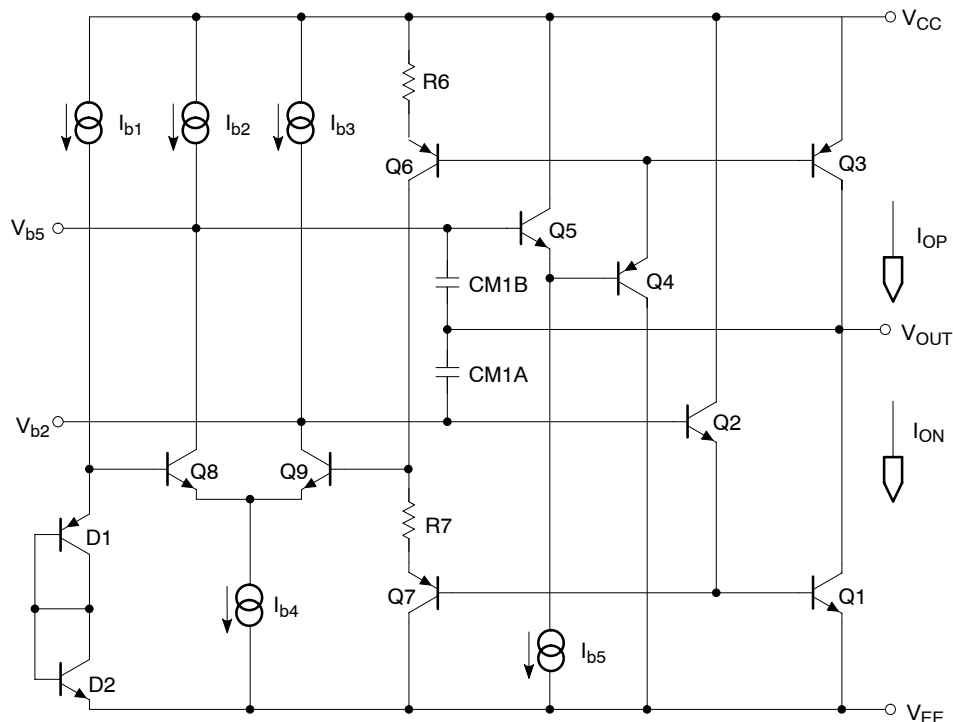 V_CC
R6
I_b1
I_b2
I_b3
Q6
Q3
V_b5
Q5
I_OP
Q4
CM1B
V_OUT
CM1A
V_b2
Q2
I_ON
Q8
Q9
R7
D1
Q7
Q1
I_b4
I_b5
D2
V_EE